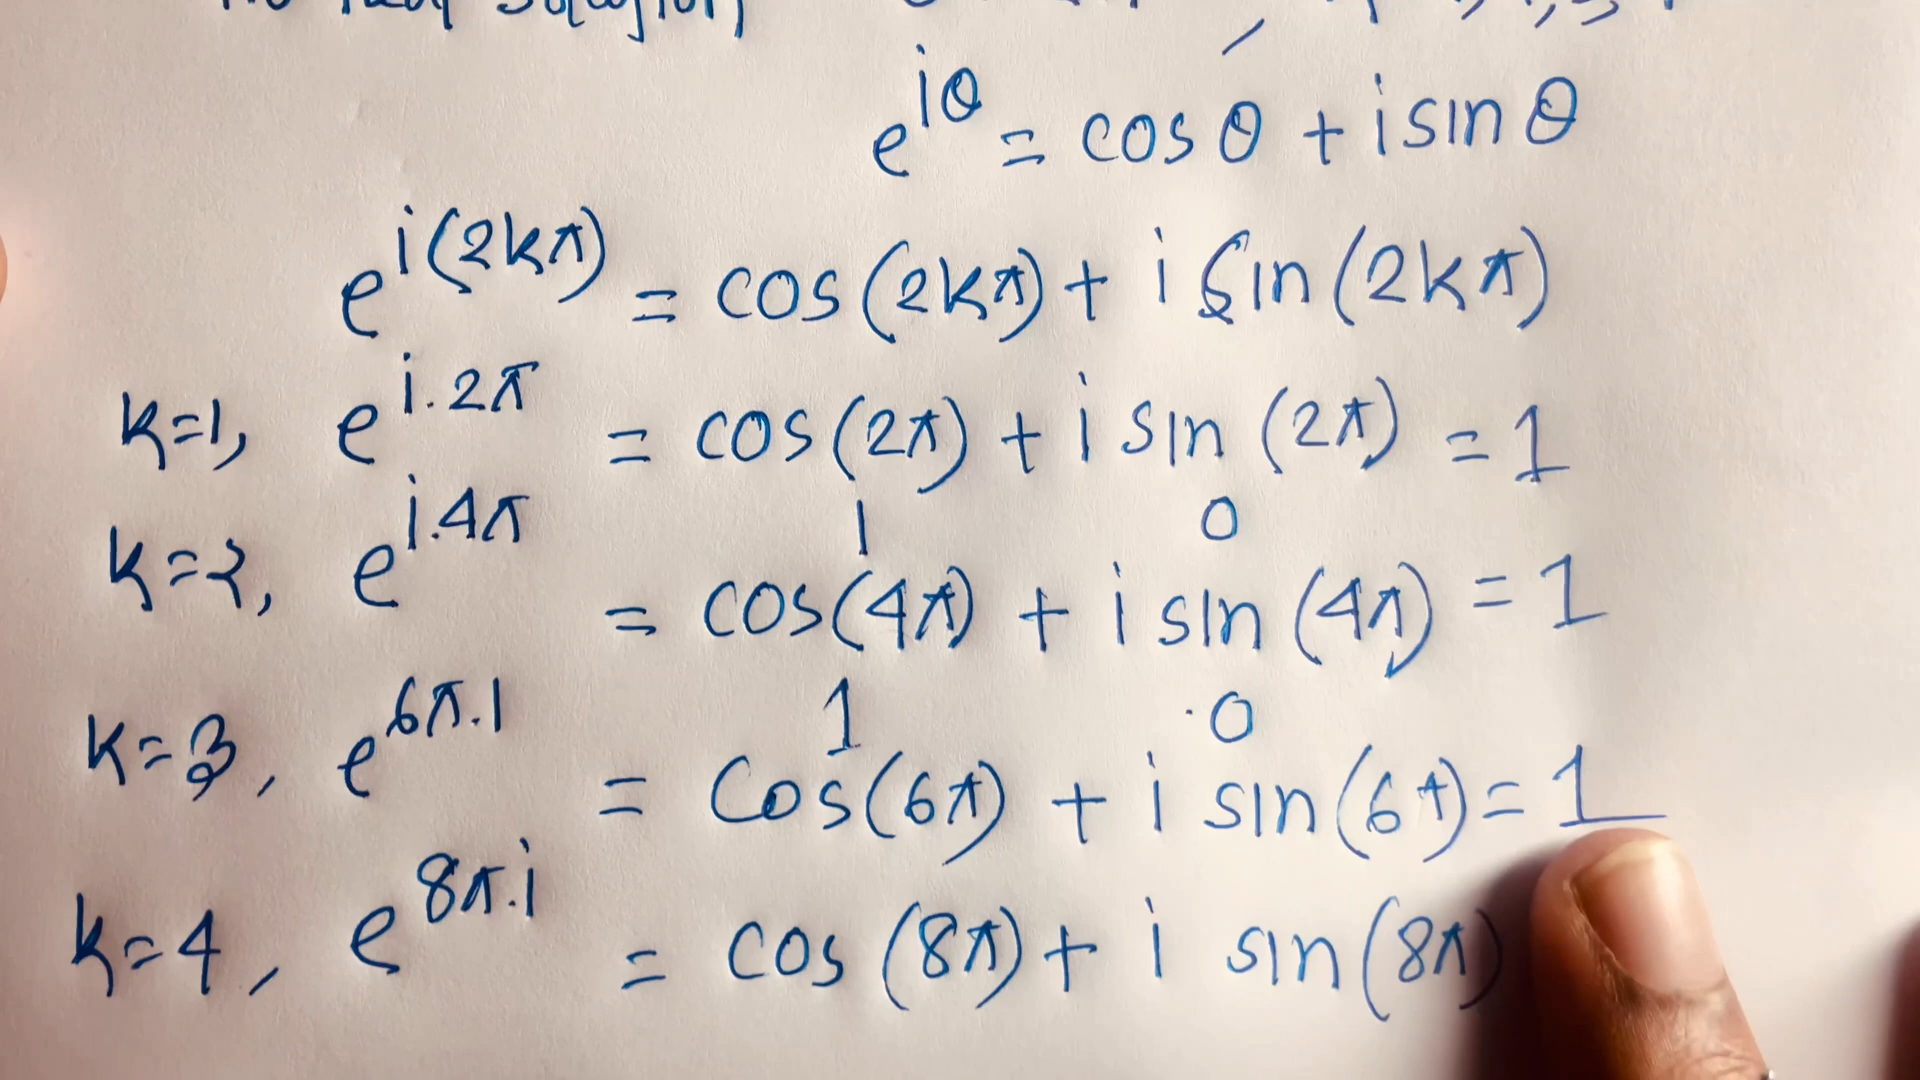 e^{iθ} = cos θ + i sin θ
e^{i(2kπ)} = cos (2kπ) + i sin (2kπ)
k=1, e^{i.2π} = cos (2π) + i sin (2π) = 1
1 0
k=2, e^{i.4π} = cos (4π) + i sin (4π) = 1
1 0
k=3, e^{6π.i} = Cos (6π) + i sin (6π) = 1
k=4, e^{8π.i} = cos (8π) + i sin (8π)